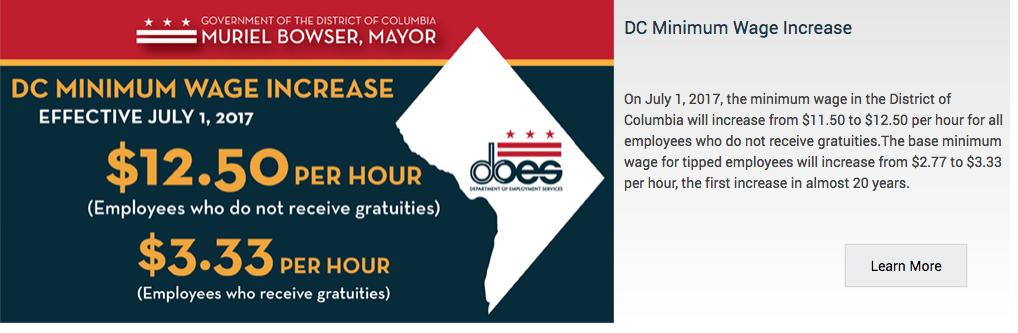 GOVERNMENT OF THE DISTRICT OF COLUMBIA
MURIEL BOWSER, MAYOR
DC MINIMUM WAGE INCREASE
EFFECTIVE JULY 1, 2017
$12.50 PER HOUR
(Employees who do not receive gratuities)
$3.33 PER HOUR
(Employees who receive gratuities)
does
DEPARTMENT OF EMPLOYMENT SERVICES
DC Minimum Wage Increase
On July 1, 2017, the minimum wage in the District of
Columbia will increase from $11.50 to $12.50 per hour for all
employees who do not receive gratuities.The base minimum
wage for tipped employees will increase from $2.77 to $3.33
per hour, the first increase in almost 20 years.
Learn More